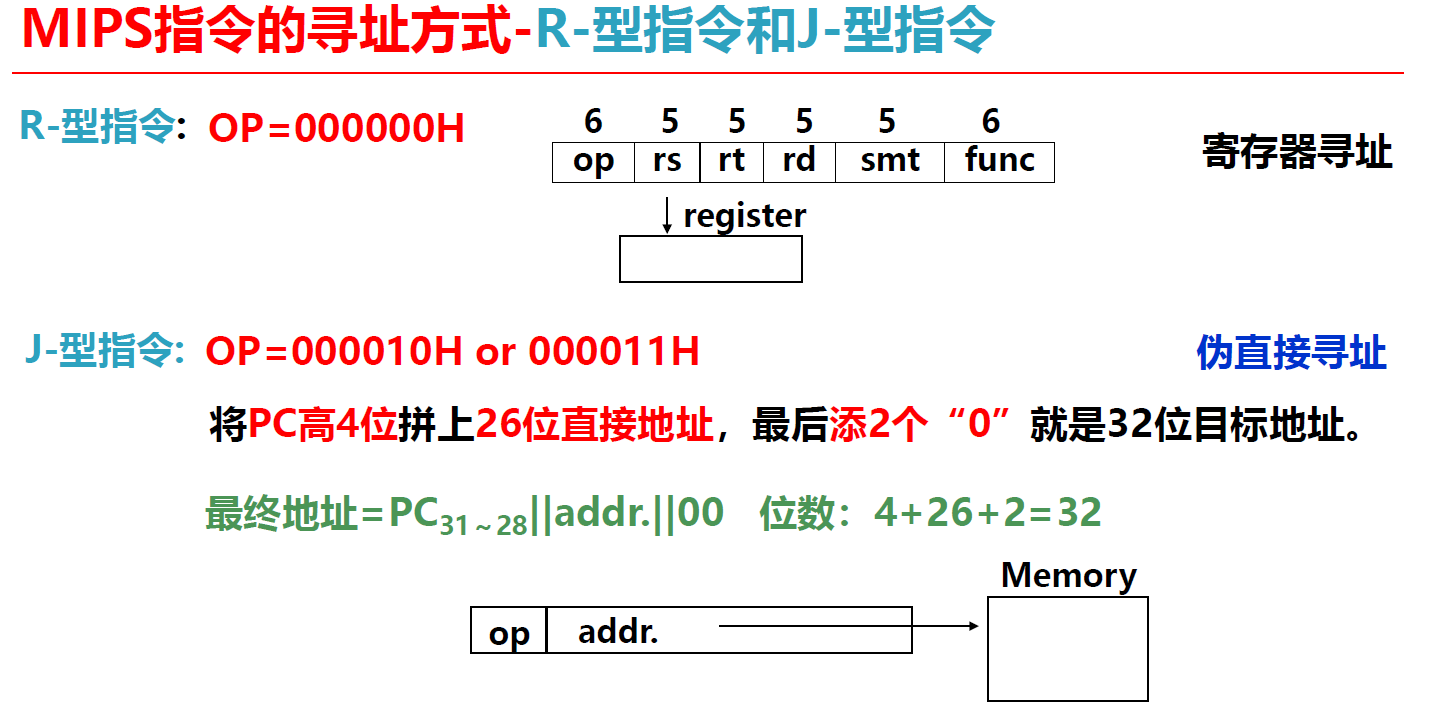 MIPS指令的寻址方式-R-型指令和J-型指令
R-型指令: OP=000000H
6 5 5 5 5 6
op rs rt rd smt func
寄存器寻址
register
J-型指令: OP=000010H or 000011H
伪直接寻址
将PC高4位拼上26位直接地址，最后添2个“0”就是32位目标地址。
最终地址=PC31~28||addr.||00 位数：4+26+2=32
Memory
op addr.